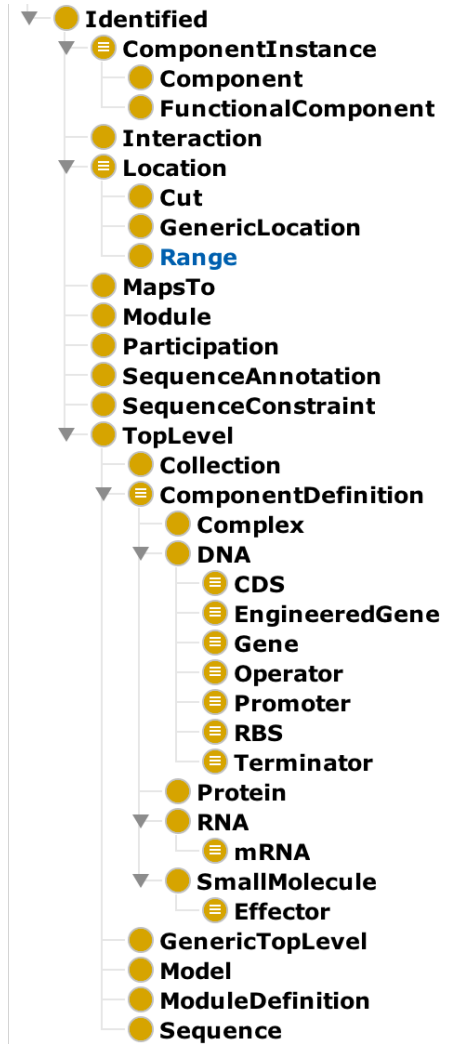 Identified
ComponentInstance
Component
FunctionalComponent
Interaction
Location
Cut
GenericLocation
Range
MapsTo
Module
Participation
SequenceAnnotation
SequenceConstraint
TopLevel
Collection
ComponentDefinition
Complex
DNA
CDS
EngineeredGene
Gene
Operator
Promoter
RBS
Terminator
Protein
RNA
mRNA
SmallMolecule
Effector
GenericTopLevel
Model
ModuleDefinition
Sequence